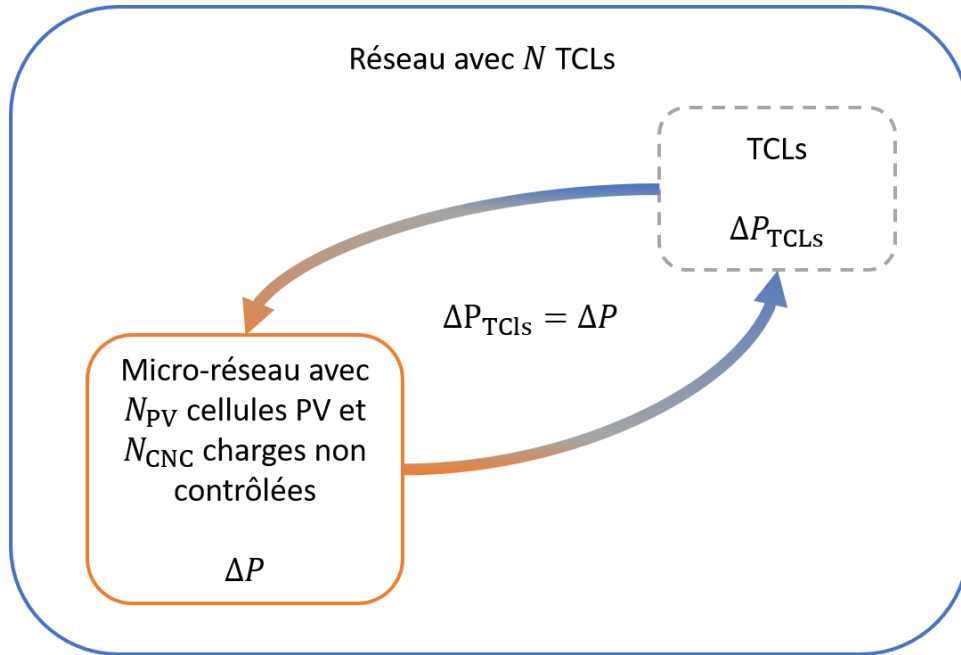 Réseau avec N TCLs
TCLs
ΔP_TCLs
ΔP_TCls = ΔP
Micro-réseau avec
N_PV cellules PV et
N_CNC charges non
contrôlées
ΔP